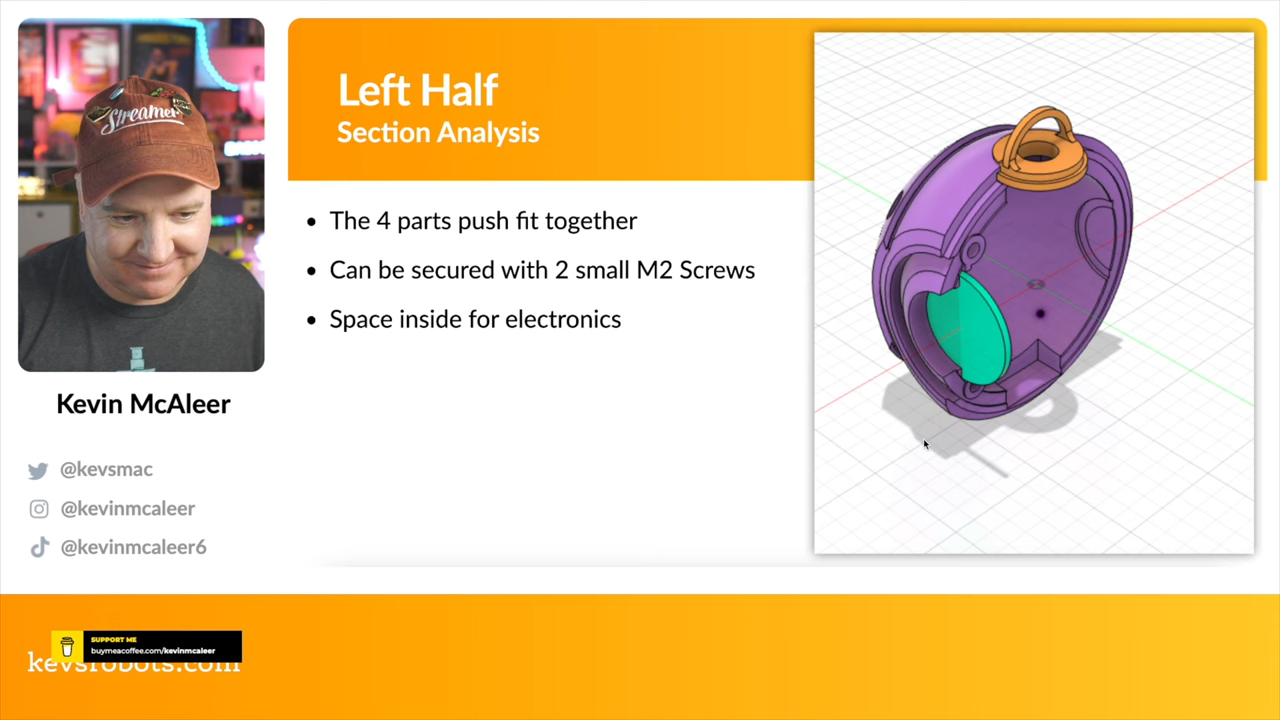 Streamer
Left Half
Section Analysis
• The 4 parts push fit together
• Can be secured with 2 small M2 Screws
• Space inside for electronics
Kevin McAleer
@kevsmac
@kevinmcaleer
@kevinmcaleer6
SUPPORT ME
buymeacoffee.com/kevinmcaleer
kevsrobots.com